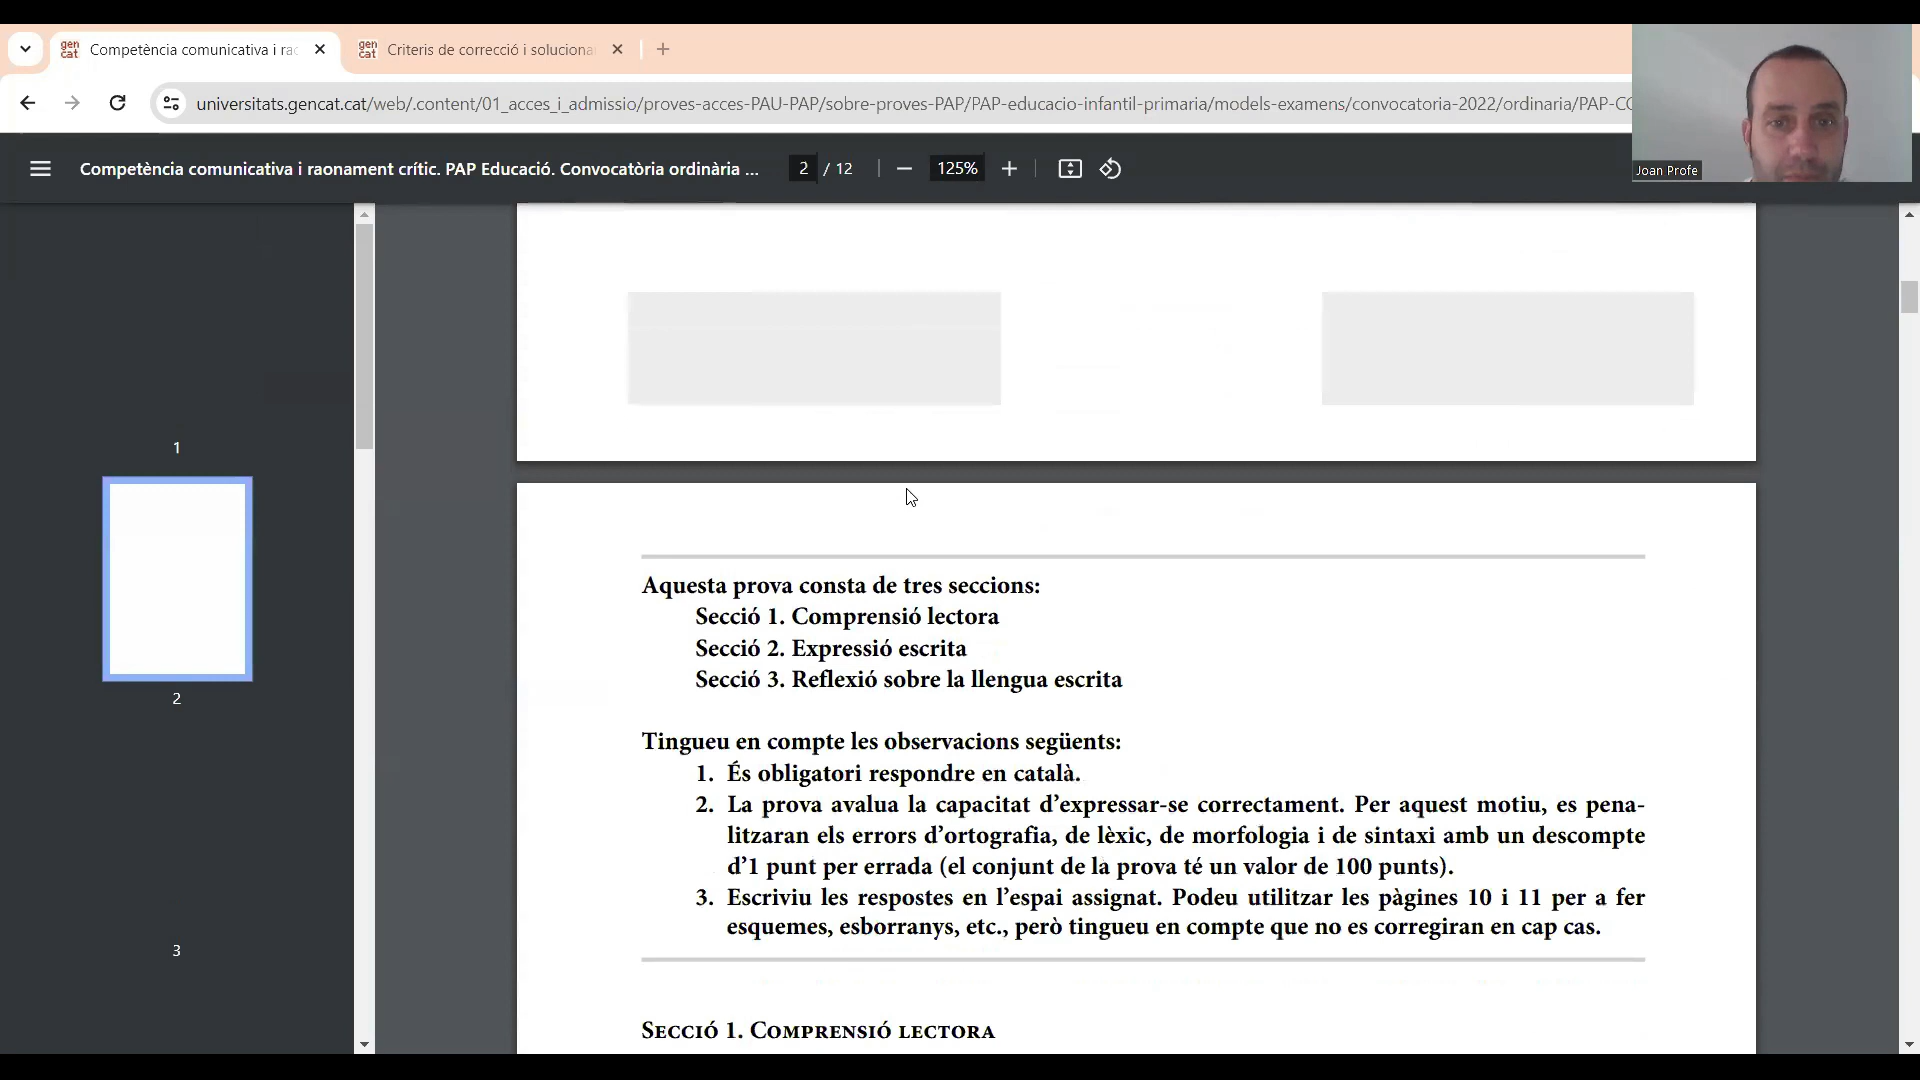 gen cat Competència comunicativa i rao
gen cat Criteris de correcció i soluciona
universitats.gencat.cat/web/.content/01_acces_i_admissio/proves-acces-PAU-PAP/sobre-proves-PAP/PAP-educacio-infantil-primaria/models-examens/convocatoria-2022/ordinaria/PAP-CO
Joan Profe
Competència comunicativa i raonament crític. PAP Educació. Convocatòria ordinària ...
2 / 12
125%
1
2
3
Aquesta prova consta de tres seccions:
Secció 1. Comprensió lectora
Secció 2. Expressió escrita
Secció 3. Reflexió sobre la llengua escrita
Tingueu en compte les observacions següents:
1. És obligatori respondre en català.
2. La prova avalua la capacitat d’expressar-se correctament. Per aquest motiu, es pena-
litzaran els errors d’ortografia, de lèxic, de morfologia i de sintaxi amb un descompte
d’1 punt per errada (el conjunt de la prova té un valor de 100 punts).
3. Escriviu les respostes en l’espai assignat. Podeu utilitzar les pàgines 10 i 11 per a fer
esquemes, esborranys, etc., però tingueu en compte que no es corregiran en cap cas.
Secció 1. Comprensió lectora